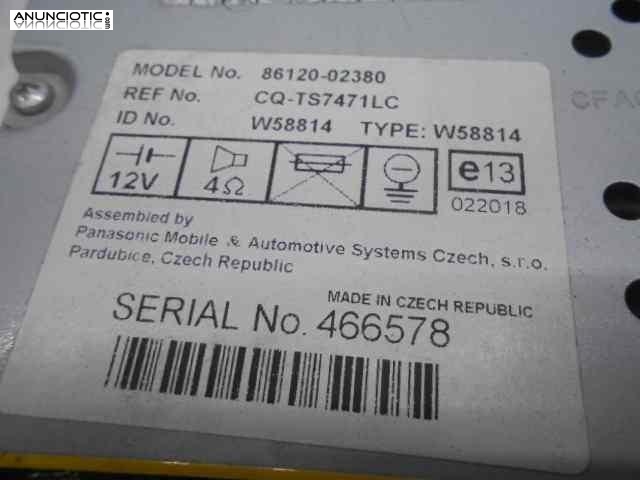 ANUNCIOTIC.COM
MODEL No. 86120-02380
REF No. CQ-TS7471LC
ID No. W58814 TYPE: W58814
12V
4Ω
e13
022018
Assembled by
Panasonic Mobile & Automotive Systems Czech, s.r.o.
Pardubice, Czech Republic
MADE IN CZECH REPUBLIC
SERIAL No. 466578